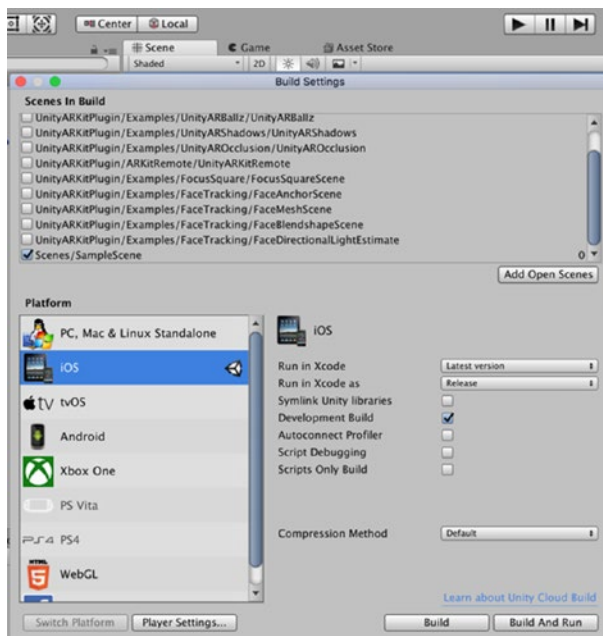 Center Local
Scene Game Asset Store
Shaded 2D
Build Settings
Scenes In Build
UnityARKitPlugin/Examples/UnityARBallz/UnityARBallz
UnityARKitPlugin/Examples/UnityARShadows/UnityARShadows
UnityARKitPlugin/Examples/UnityAROcclusion/UnityAROcclusion
UnityARKitPlugin/ARKitRemote/UnityARKitRemote
UnityARKitPlugin/Examples/FocusSquare/FocusSquareScene
UnityARKitPlugin/Examples/FaceTracking/FaceAnchorScene
UnityARKitPlugin/Examples/FaceTracking/FaceMeshScene
UnityARKitPlugin/Examples/FaceTracking/FaceBlendshapeScene
UnityARKitPlugin/Examples/FaceTracking/FaceDirectionalLightEstimate
Scenes/SampleScene 0
Add Open Scenes
Platform
PC, Mac & Linux Standalone
iOS
tv tvOS
Android
Xbox One
PS Vita
PS4 PS4
HTML 5 WebGL
iOS
Run in Xcode Latest version
Run in Xcode as Release
Symlink Unity libraries
Development Build
Autoconnect Profiler
Script Debugging
Scripts Only Build
Compression Method Default
Learn about Unity Cloud Build
Switch Platform Player Settings... Build Build And Run